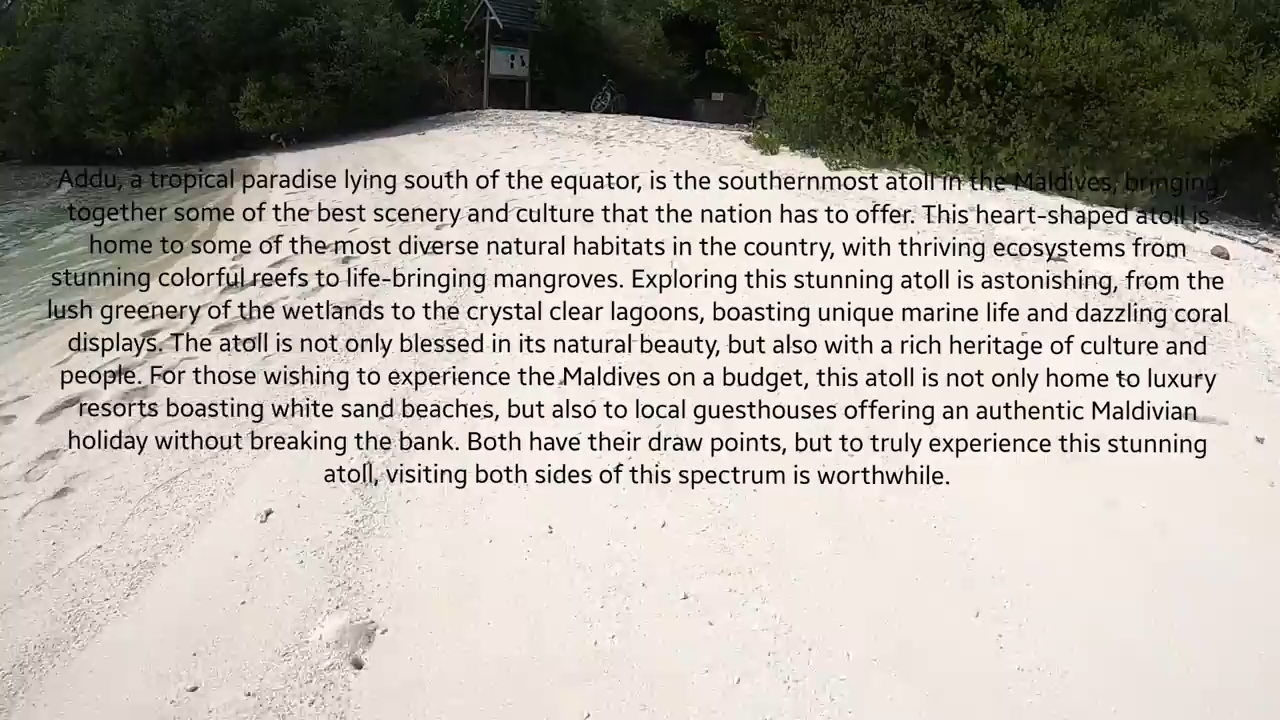 Addu, a tropical paradise lying south of the equator, is the southernmost atoll in the Maldives, bringing
together some of the best scenery and culture that the nation has to offer. This heart-shaped atoll is
home to some of the most diverse natural habitats in the country, with thriving ecosystems from
stunning colorful reefs to life-bringing mangroves. Exploring this stunning atoll is astonishing, from the
lush greenery of the wetlands to the crystal clear lagoons, boasting unique marine life and dazzling coral
displays. The atoll is not only blessed in its natural beauty, but also with a rich heritage of culture and
people. For those wishing to experience the Maldives on a budget, this atoll is not only home to luxury
resorts boasting white sand beaches, but also to local guesthouses offering an authentic Maldivian
holiday without breaking the bank. Both have their draw points, but to truly experience this stunning
atoll, visiting both sides of this spectrum is worthwhile.